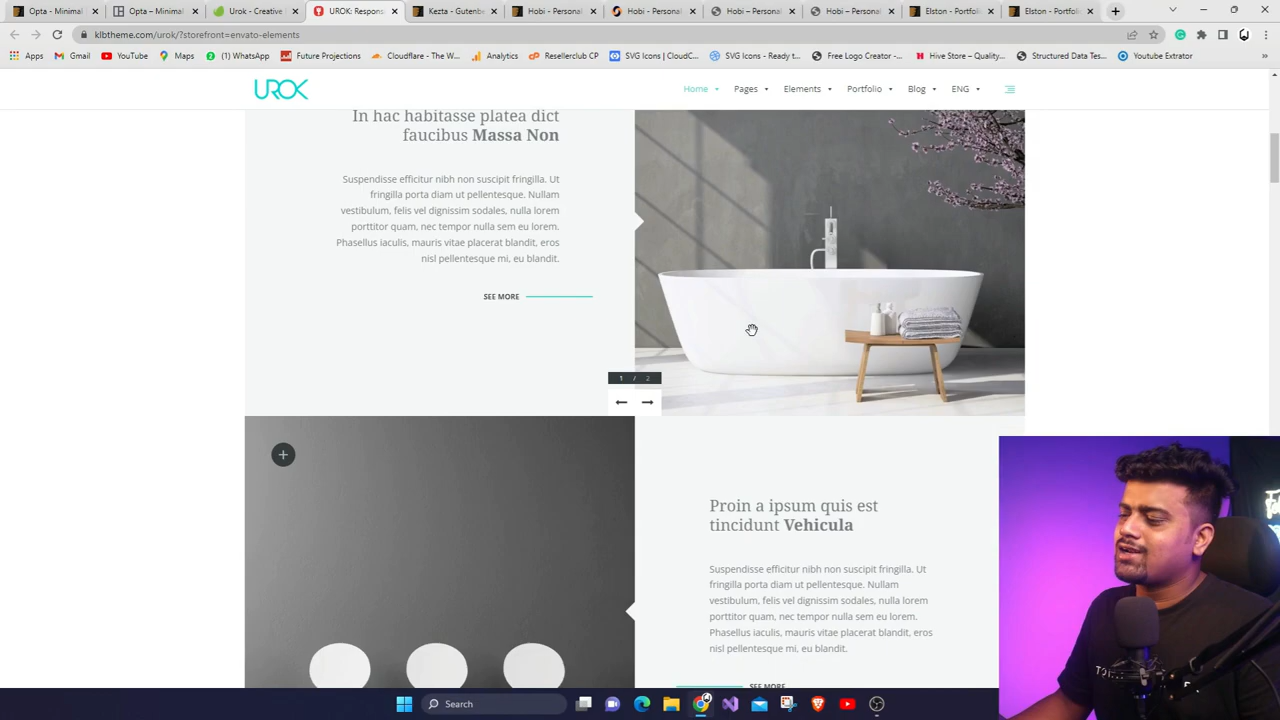 Opta - Minimal
Opta – Minimal
Urok - Creative
UROK: Respons
Kezta - Gutenbe
Hobi - Personal
Hobi - Personal
Hobi – Personal
Hobi – Personal
Elston - Portfolio
Elston - Portfolio
klbtheme.com/urok/?storefront=envato-elements
Apps
Gmail
YouTube
Maps
WhatsApp
Future Projections
Cloudflare - The W...
Resellerclub CP
SVG Icons | CloudC...
SVG Icons - Ready t...
Free Logo Creator -...
Hive Store – Quality...
Structured Data Tes...
Youtube Extrator
UROK
Home
Pages
Elements
Portfolio
Blog
ENG
In hac habitasse platea dict
faucibus Massa Non
Suspendisse efficitur nibh non suscipit fringilla. Ut
fringilla porta diam ut pellentesque. Nullam
vestibulum, felis vel dignissim sodales, nulla lorem
porttitor quam, nec tempor nulla sem eu lorem.
Phasellus iaculis, mauris vitae placerat blandit, eros
nisl pellentesque mi, eu blandit.
SEE MORE
1 / 2
Proin a ipsum quis est
tincidunt Vehicula
Suspendisse efficitur nibh non suscipit fringilla. Ut
fringilla porta diam ut pellentesque. Nullam
vestibulum, felis vel dignissim sodales, nulla lorem
porttitor quam, nec tempor nulla sem eu lorem.
Phasellus iaculis, mauris vitae placerat blandit, eros
nisl pellentesque mi, eu blandit.
SEE MORE
Search